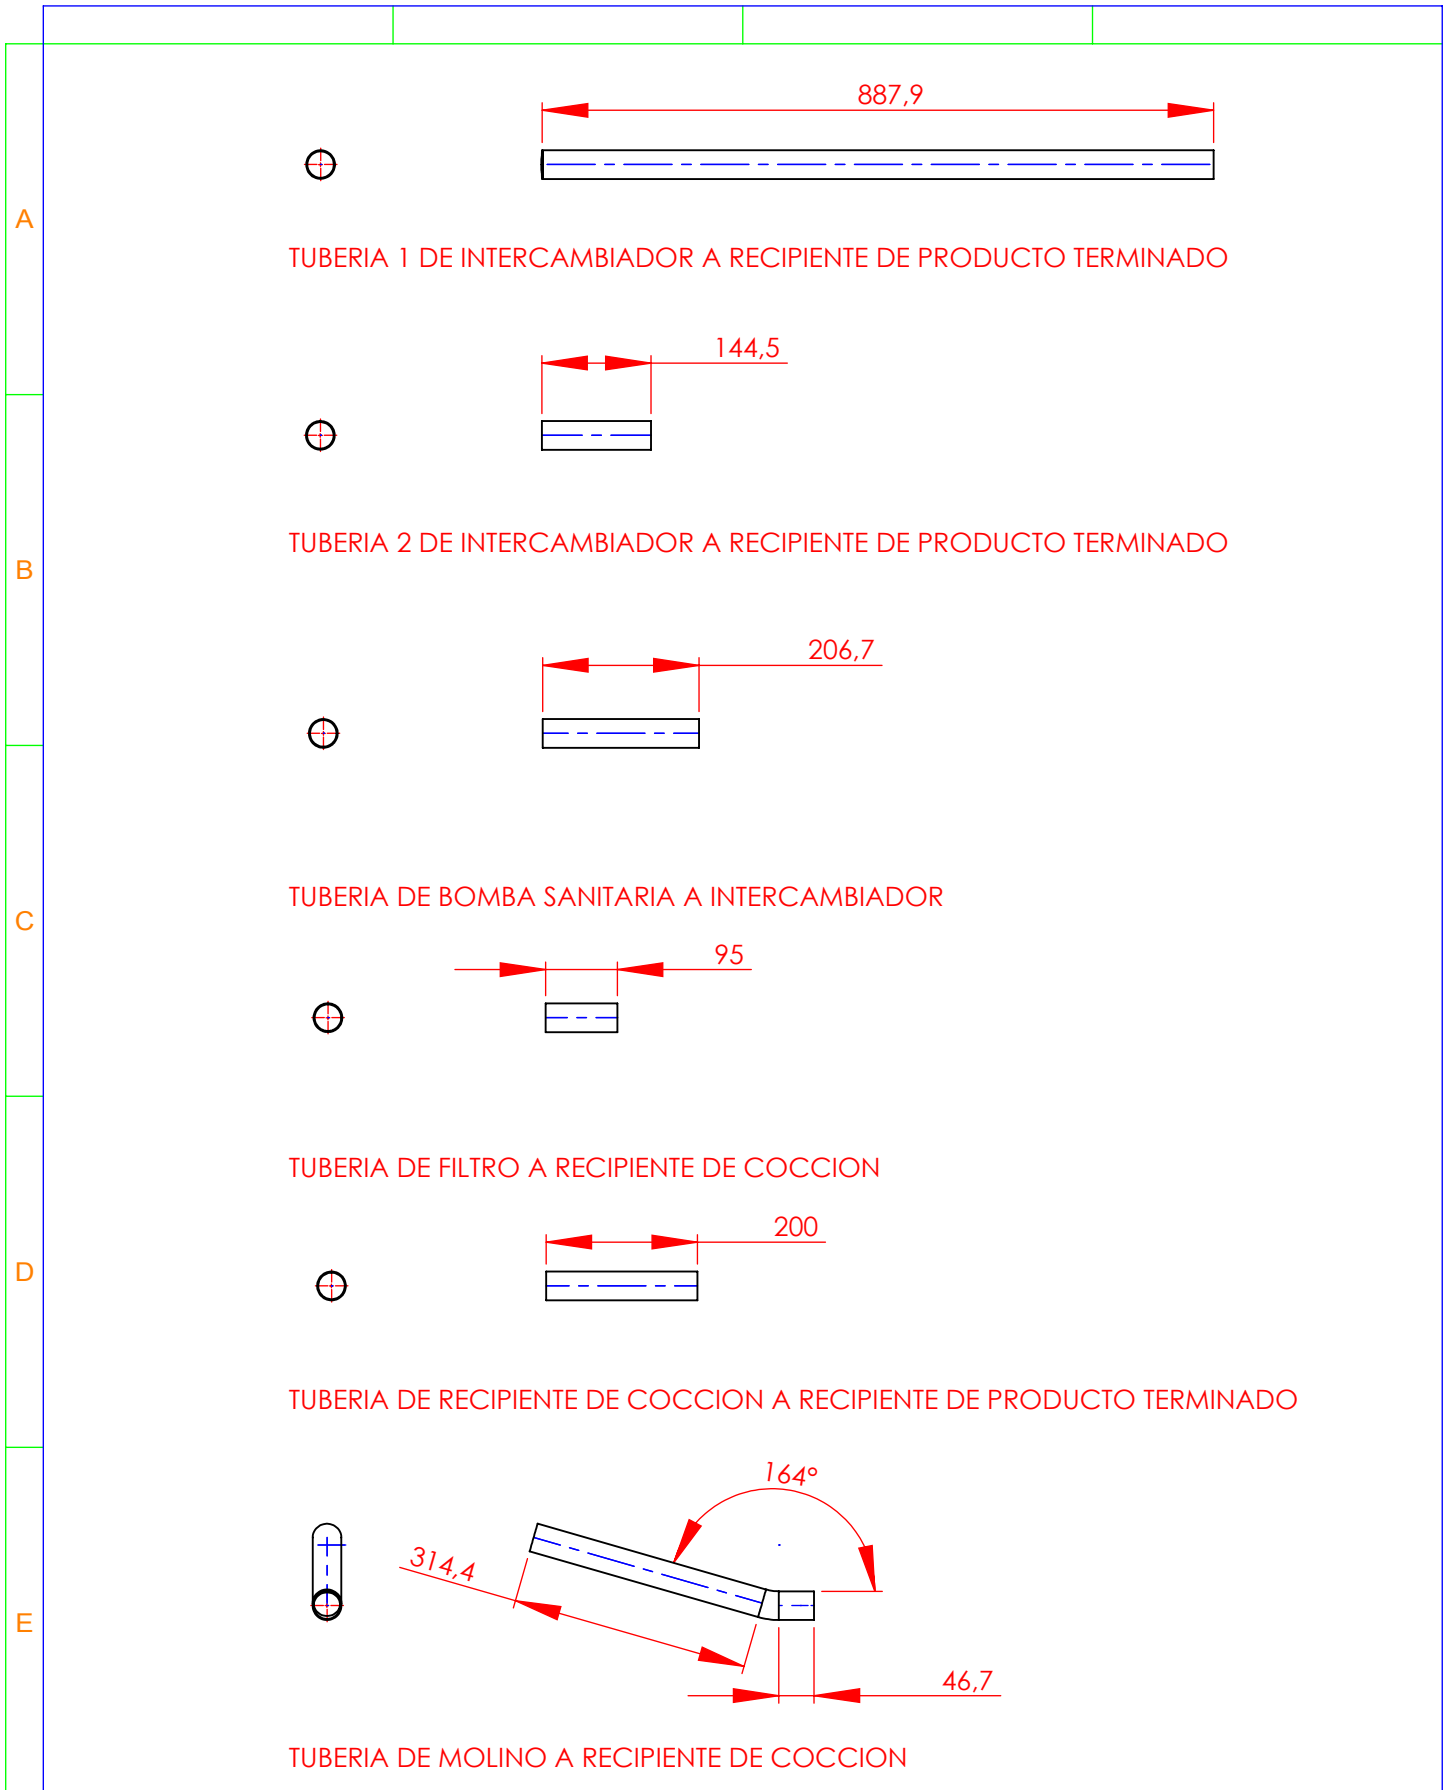 887,9
A
TUBERIA 1 DE INTERCAMBIADOR A RECIPIENTE DE PRODUCTO TERMINADO
144,5
TUBERIA 2 DE INTERCAMBIADOR A RECIPIENTE DE PRODUCTO TERMINADO
B
206,7
TUBERIA DE BOMBA SANITARIA A INTERCAMBIADOR
C
95
TUBERIA DE FILTRO A RECIPIENTE DE COCCION
200
D
TUBERIA DE RECIPIENTE DE COCCION A RECIPIENTE DE PRODUCTO TERMINADO
164°
314,4
E
46,7
TUBERIA DE MOLINO A RECIPIENTE DE COCCION